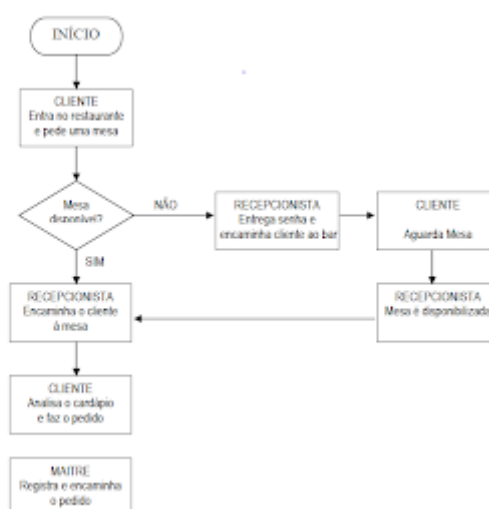 INÍCIO
CLIENTE
Entra no restaurante
e pede uma mesa
Mesa
disponível?
NÃO
SIM
RECEPCIONISTA
Entrega senha e
encaminha cliente ao bar
CLIENTE
Aguarda Mesa
RECEPCIONISTA
Encaminha o cliente
à mesa
RECEPCIONISTA
Mesa é disponibilizada
CLIENTE
Analisa o cardápio
e faz o pedido
MAITRE
Registra e encaminha
o pedido